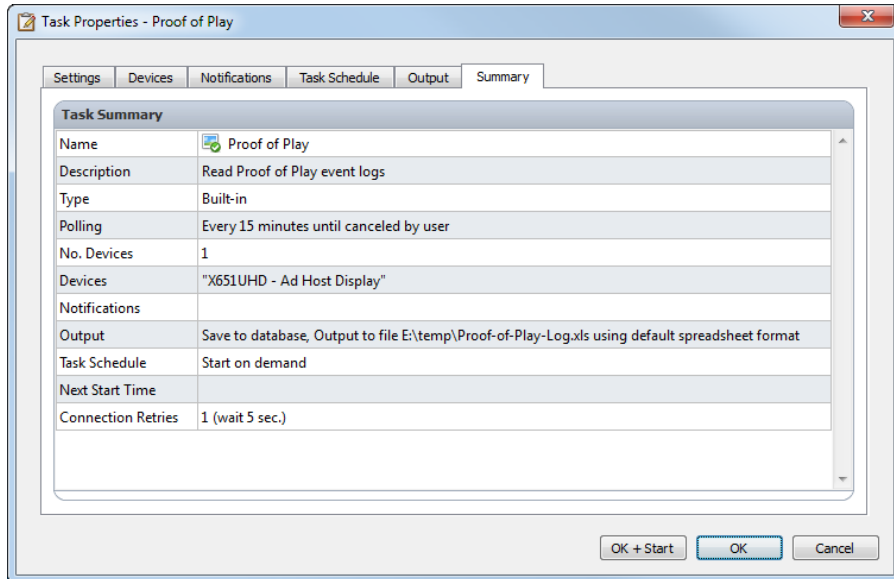 Task Properties - Proof of Play
Settings Devices Notifications Task Schedule Output Summary
Task Summary
Name Proof of Play
Description Read Proof of Play event logs
Type Built-in
Polling Every 15 minutes until canceled by user
No. Devices 1
Devices "X651UHD - Ad Host Display"
Notifications
Output Save to database, Output to file E:\temp\Proof-of-Play-Log.xls using default spreadsheet format
Task Schedule Start on demand
Next Start Time
Connection Retries 1 (wait 5 sec.)
OK + Start OK Cancel